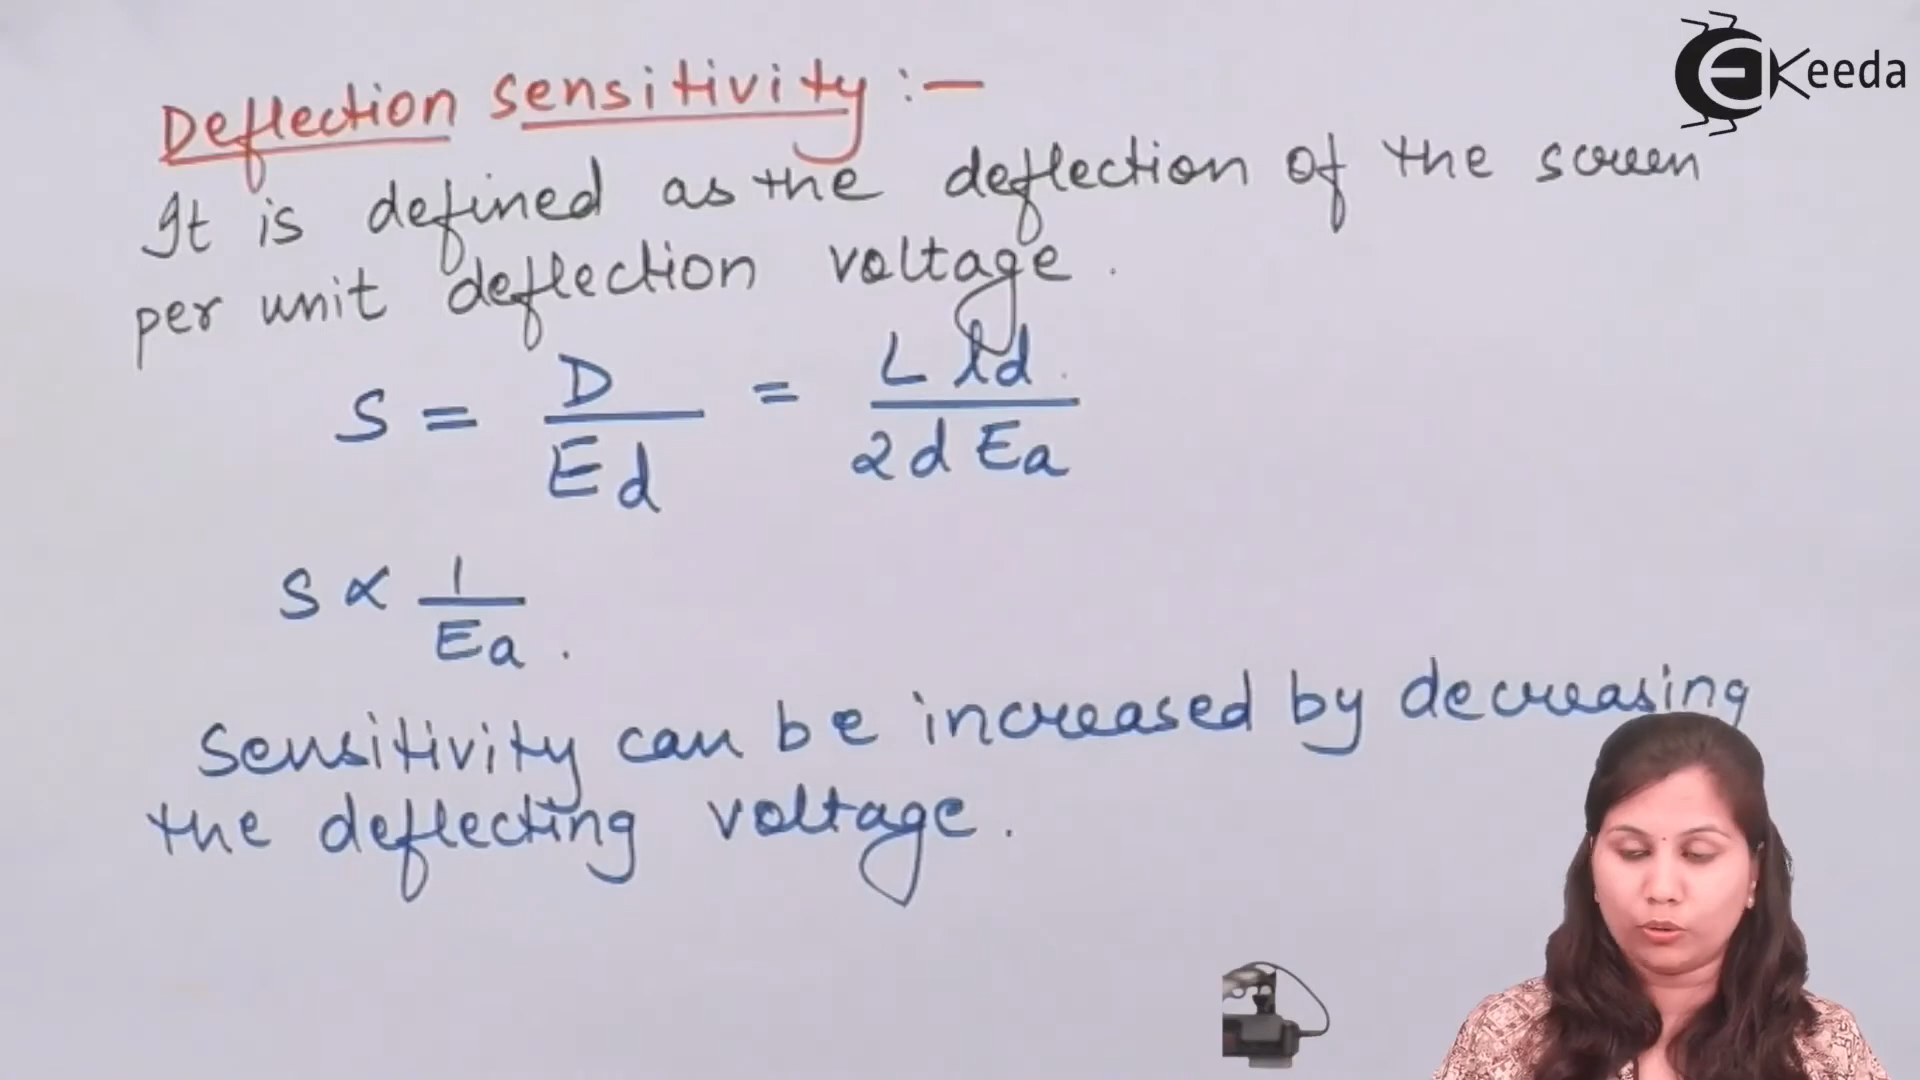 EKeeda
Deflection sensitivity :-
It is defined as the deflection of the screen
per unit deflection voltage.
S = D/Ed = L ld/2d Ea
S ∝ 1/Ea.
Sensitivity can be increased by decreasing
the deflecting voltage.